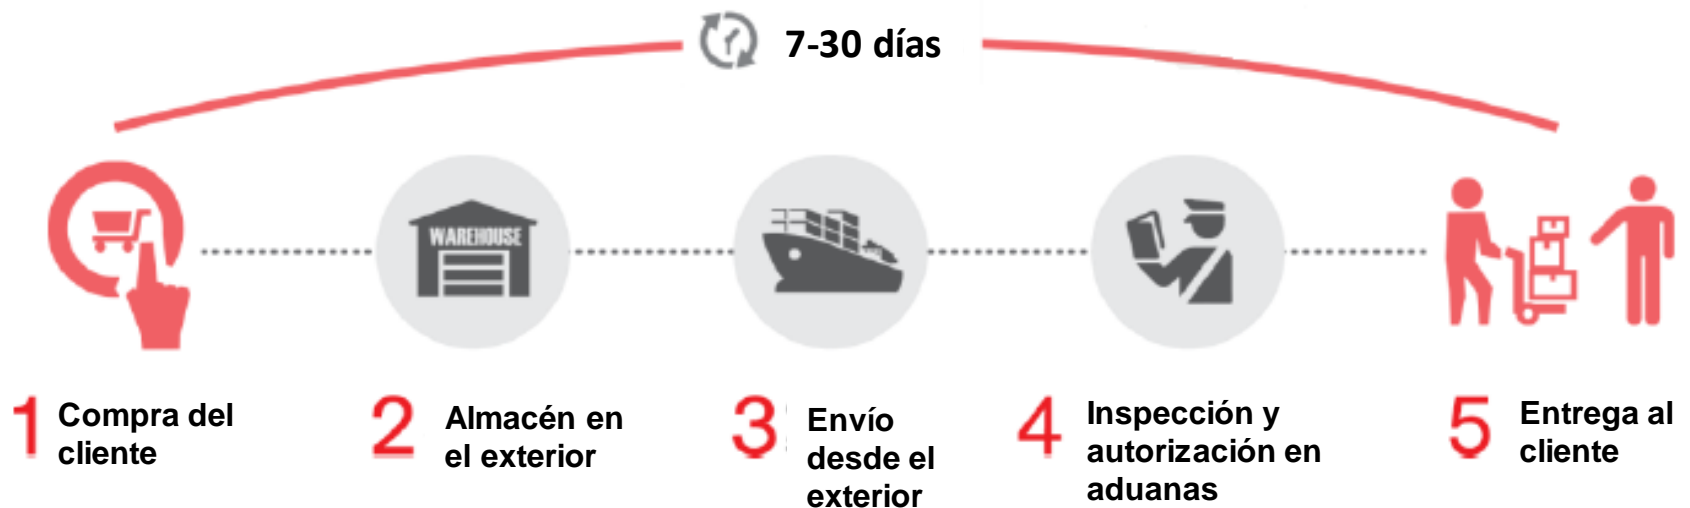 7-30 días
WAREHOUSE
1 Compra del
cliente
2 Almacén en
el exterior
3 Envío
desde el
exterior
4 Inspección y
autorización en
aduanas
5 Entrega al
cliente